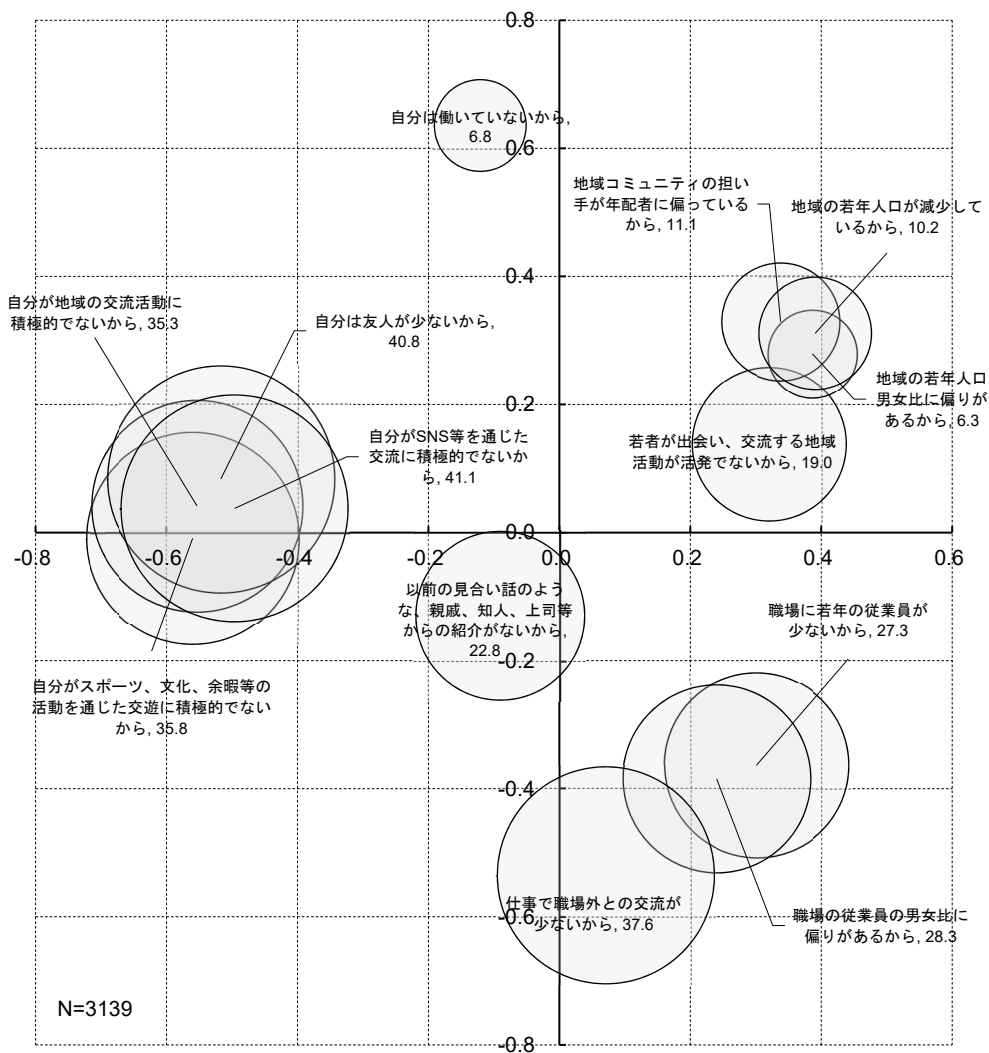 0.8
自分は働いていないから,
6.8
0.6
地域コミュニティの担い
手が年配者に偏っている
から, 11.1
地域の若年人口が減少して
いるから, 10.2
0.4
自分が地域の交流活動に
積極的でないから, 35.3
自分は友人が少ないから,
40.8
地域の若年人口
男女比に偏りが
あるから, 6.3
0.2
自分がSNS等を通じた
交流に積極的でないか
ら, 41.1
若者が出会い、交流する地域
活動が活発でないから, 19.0
0.0
-0.8
-0.6
-0.4
-0.2
0.0
0.2
0.4
0.6
以前の見合い話のよう
な、親戚、知人、上司等
からの紹介がないから,
22.8
職場に若年の従業員が
少ないから, 27.3
-0.2
自分がスポーツ、文化、余暇等の
活動を通じた交遊に積極的でない
から, 35.8
-0.4
仕事で職場外との交流が
少ないから, 37.6
-0.6
職場の従業員の男女比に
偏りがあるから, 28.3
N=3139
-0.8